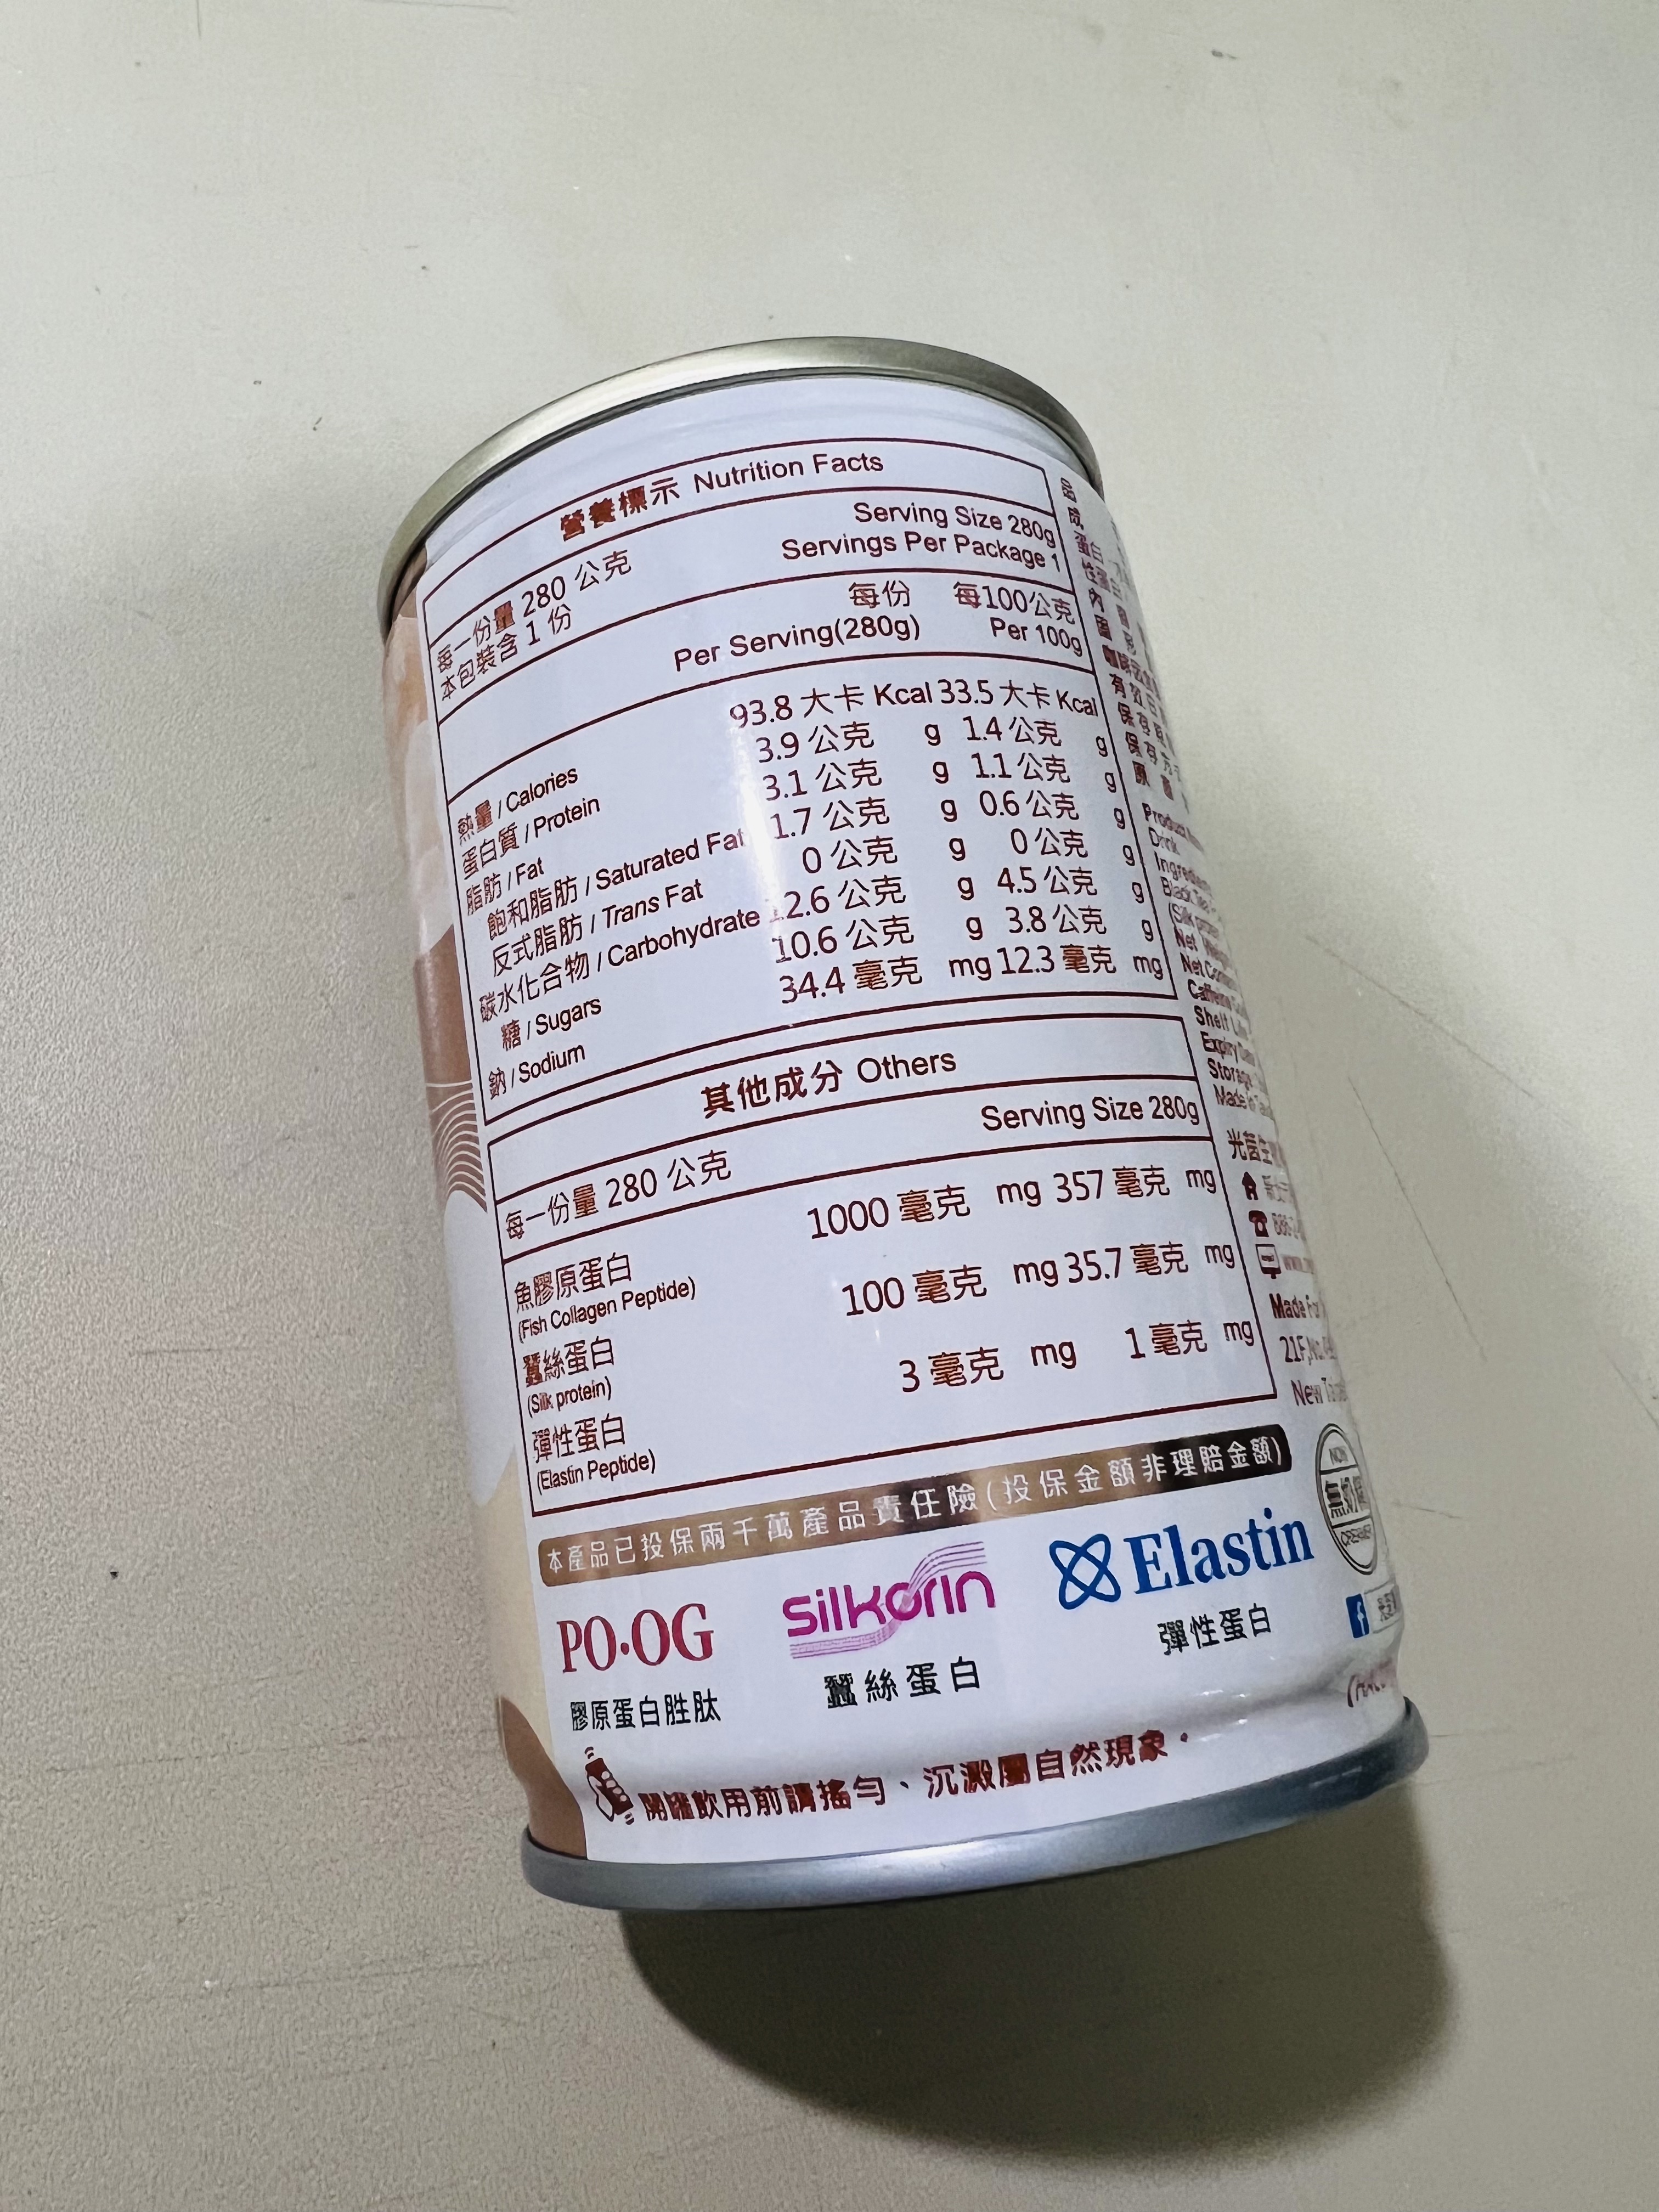 營養標示 Nutrition Facts
每一份量 280 公克 Serving Size 280g
本包裝含 1 份 Servings Per Package 1
每份 每100公克
Per Serving(280g) Per 100g
熱量 / Calories 93.8 大卡 Kcal 33.5 大卡 Kcal
蛋白質 / Protein 3.9 公克 g 1.4 公克 g
脂肪 / Fat 3.1 公克 g 1.1 公克 g
飽和脂肪 / Saturated Fat 1.7 公克 g 0.6 公克 g
反式脂肪 / Trans Fat 0 公克 g 0 公克 g
碳水化合物 / Carbohydrate 12.6 公克 g 4.5 公克 g
糖 / Sugars 10.6 公克 g 3.8 公克 g
鈉 / Sodium 34.4 毫克 mg 12.3 毫克 mg
其他成分 Others
每一份量 280 公克 Serving Size 280g
魚膠原蛋白 1000 毫克 mg 357 毫克 mg
(Fish Collagen Peptide)
蠶絲蛋白 100 毫克 mg 35.7 毫克 mg
(Silk protein)
彈性蛋白 3 毫克 mg 1 毫克 mg
(Elastin Peptide)
本產品已投保兩千萬產品責任險(投保金額非理賠金額)
PO·OG
膠原蛋白胜肽
Silkorin
蠶絲蛋白
Elastin
彈性蛋白
開罐飲用前請搖勻、沉澱屬自然現象。
Product
Drink
Net
Shelf
Storage
Made in
Made For
21F,No.
NON